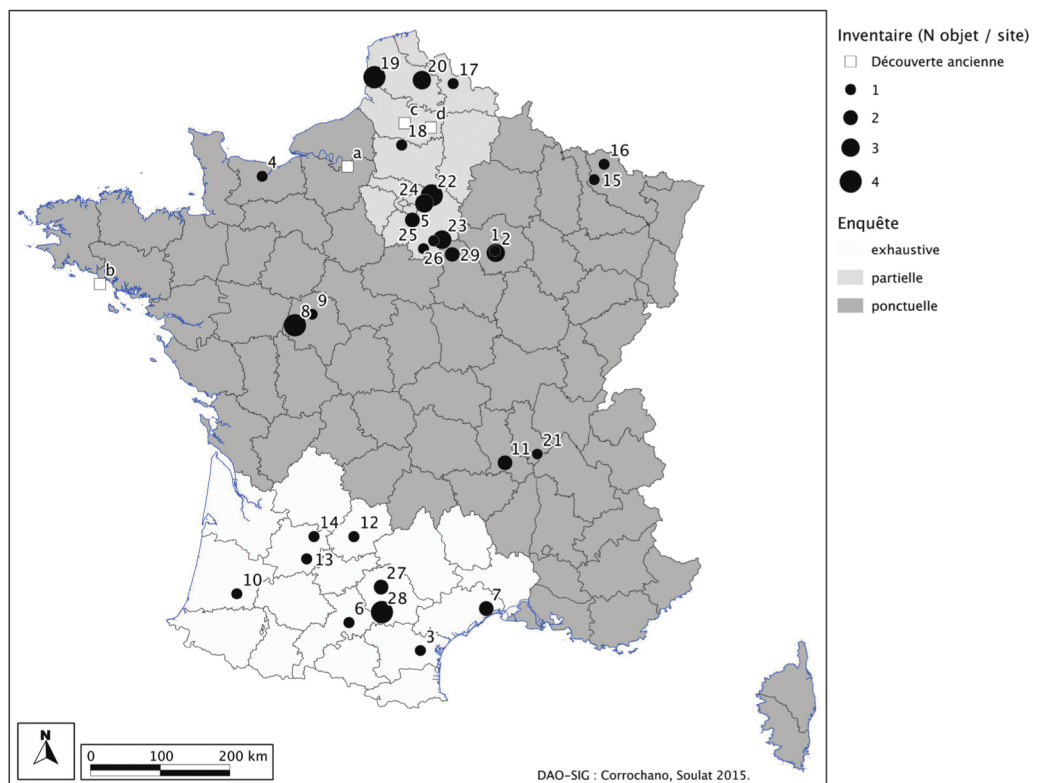 Inventaire (N objet / site)
Découverte ancienne
1
2
3
4
Enquête
exhaustive
partielle
ponctuelle
19
20
17
c
d
18
16
15
4
a
24
22
5
23
25
1
2
26
29
b
9
8
11
21
14
12
13
10
27
28
7
6
3
N
0 100 200 km
DAO-SIG : Corrochano, Soulat 2015.